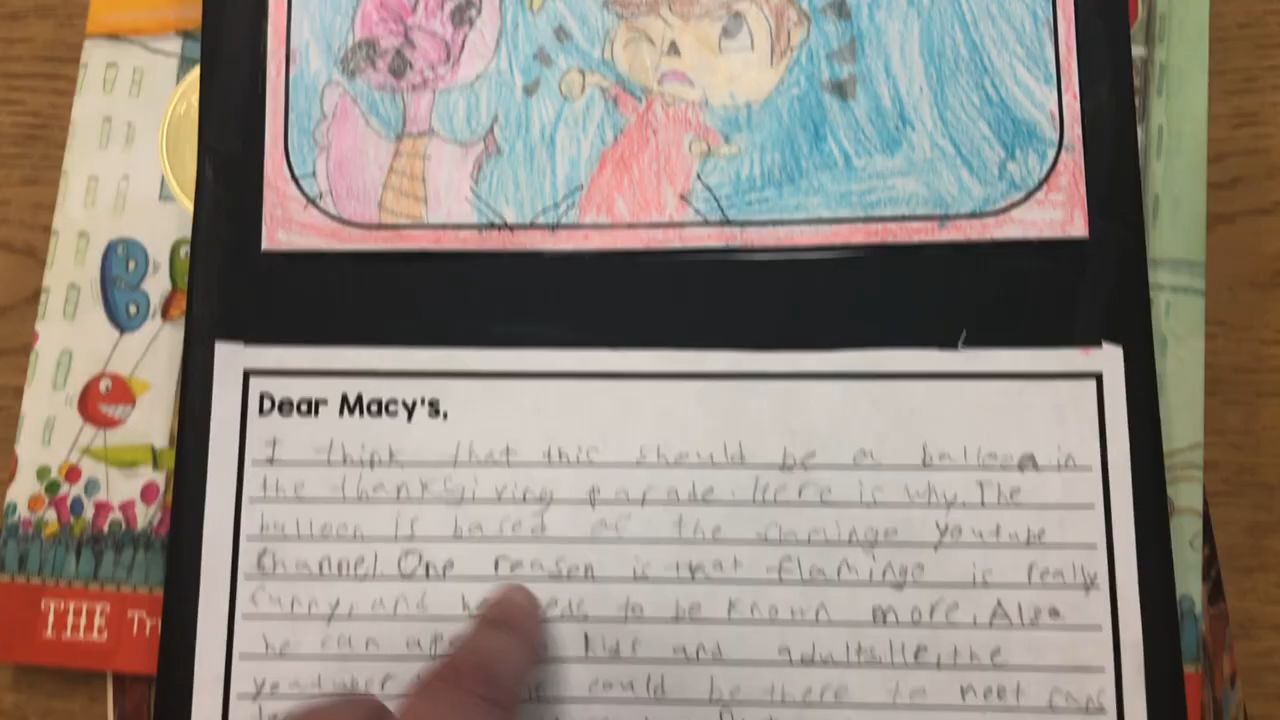 Dear Macy's,
I think that this should be a balloon in
the thanksgiving parade. Here is why. The
balloon is based of the flamingo youtube
Channel. One reason is that flamingo is really
funny, and to be known more. Also
he can kids and adults. He, the
youtuber could be there to meet fans
THE Tr